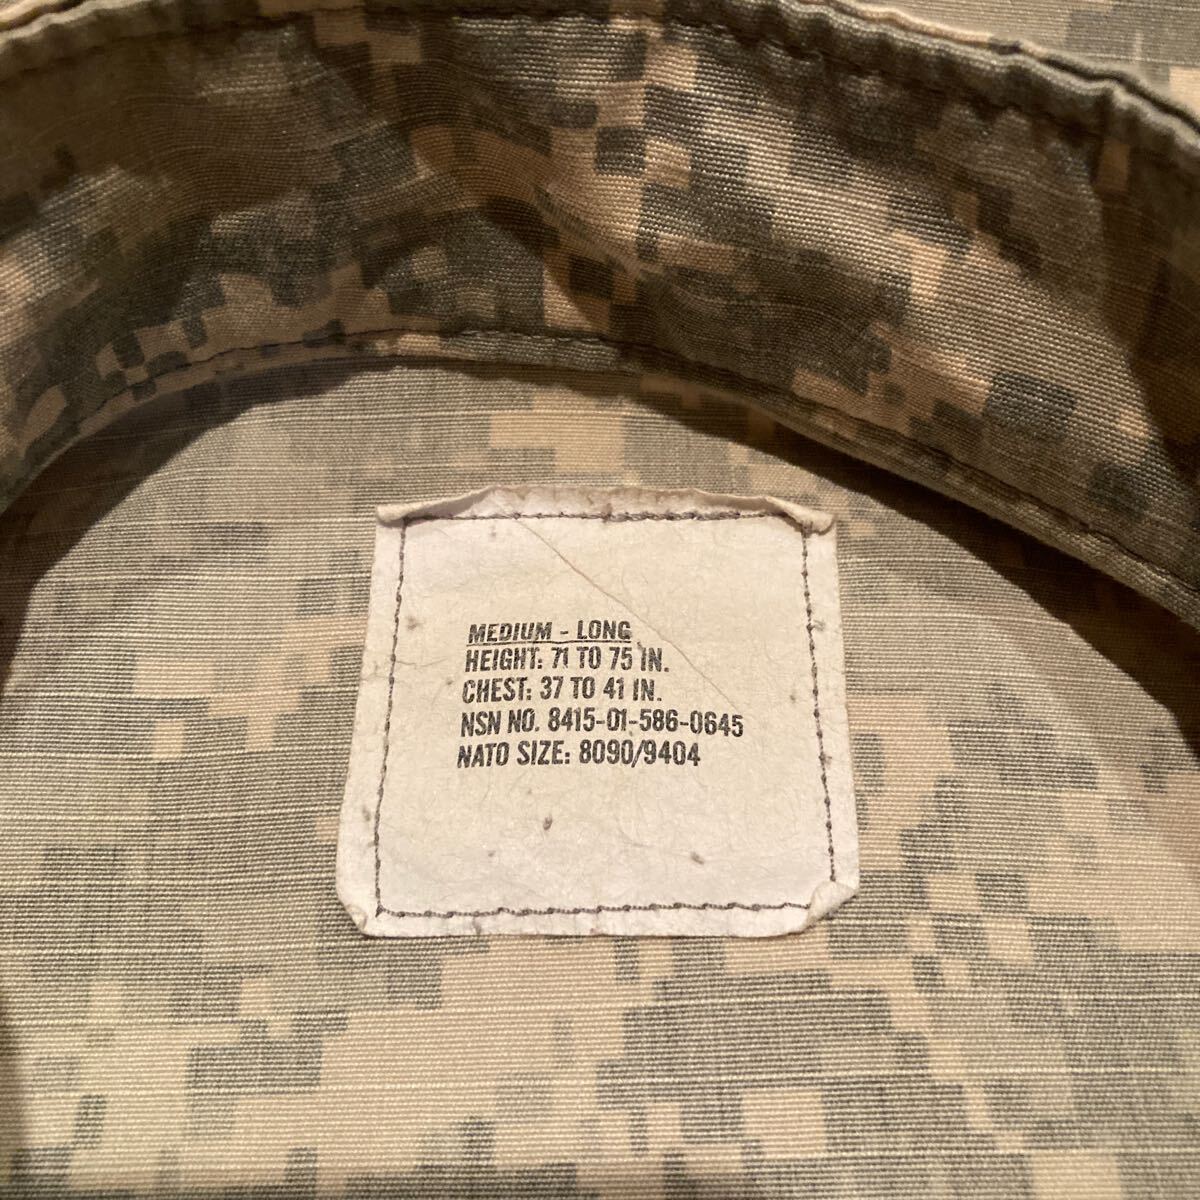 MEDIUM - LONG
HEIGHT: 71 TO 75 IN.
CHEST: 37 TO 41 IN.
NSN NO. 8415-01-586-0645
NATO SIZE: 8090/9404